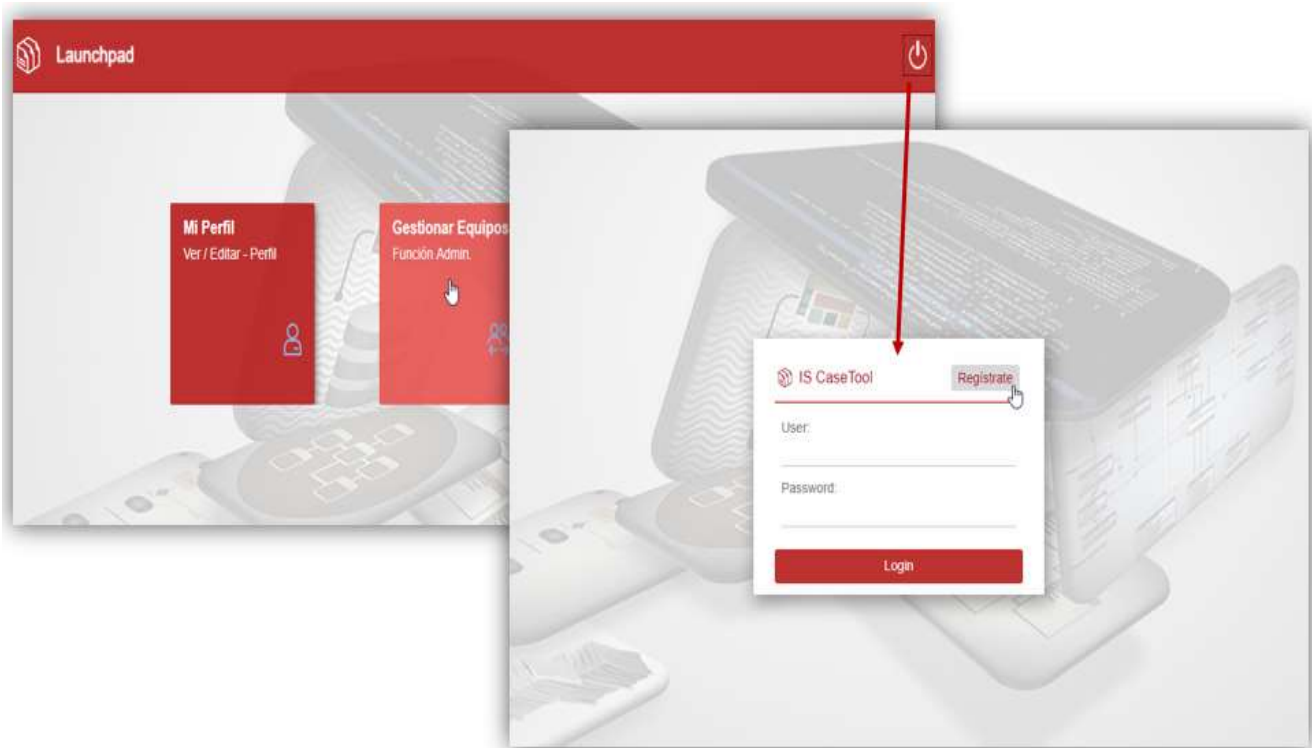 Launchpad
Mi Perfil
Ver / Editar - Perfil
Gestionar Equipos
Función Admin.
IS CaseTool
Regístrate
User:
Password:
Login